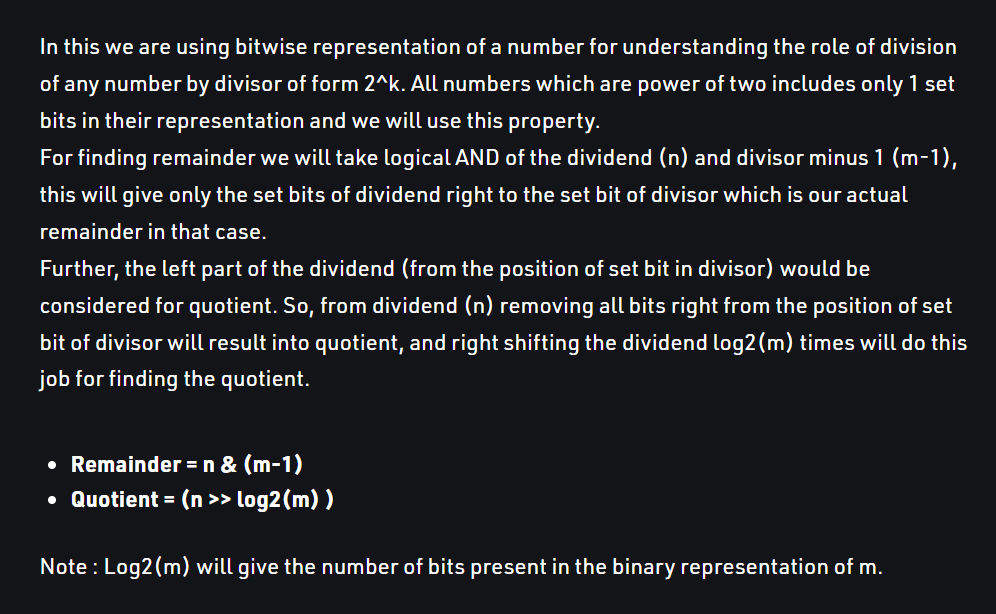 In this we are using bitwise representation of a number for understanding the role of division
of any number by divisor of form 2^k. All numbers which are power of two includes only 1 set
bits in their representation and we will use this property.
For finding remainder we will take logical AND of the dividend (n) and divisor minus 1 (m-1),
this will give only the set bits of dividend right to the set bit of divisor which is our actual
remainder in that case.
Further, the left part of the dividend (from the position of set bit in divisor) would be
considered for quotient. So, from dividend (n) removing all bits right from the position of set
bit of divisor will result into quotient, and right shifting the dividend log2(m) times will do this
job for finding the quotient.
• Remainder = n & (m-1)
• Quotient = (n >> log2(m) )
Note : Log2(m) will give the number of bits present in the binary representation of m.